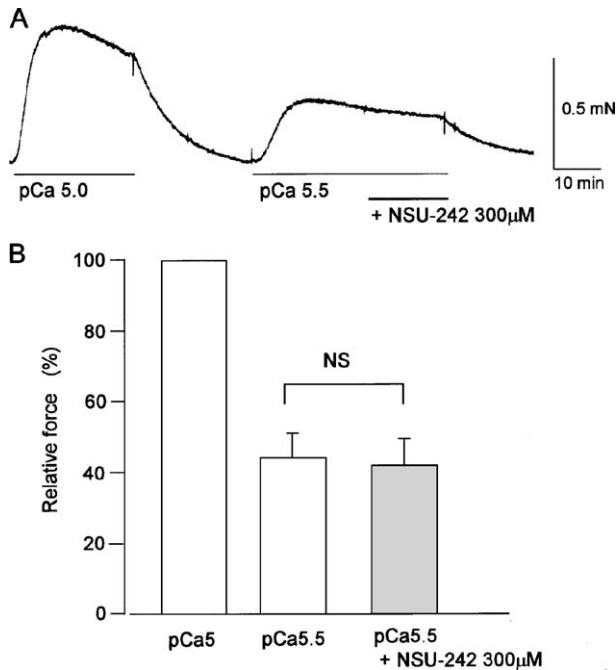 A
0.5 mN
10 min
pCa 5.0
pCa 5.5
+ NSU-242 300μM
B
100
80
60
40
20
0
Relative force (%)
NS
pCa5
pCa5.5
pCa5.5
+ NSU-242 300μM